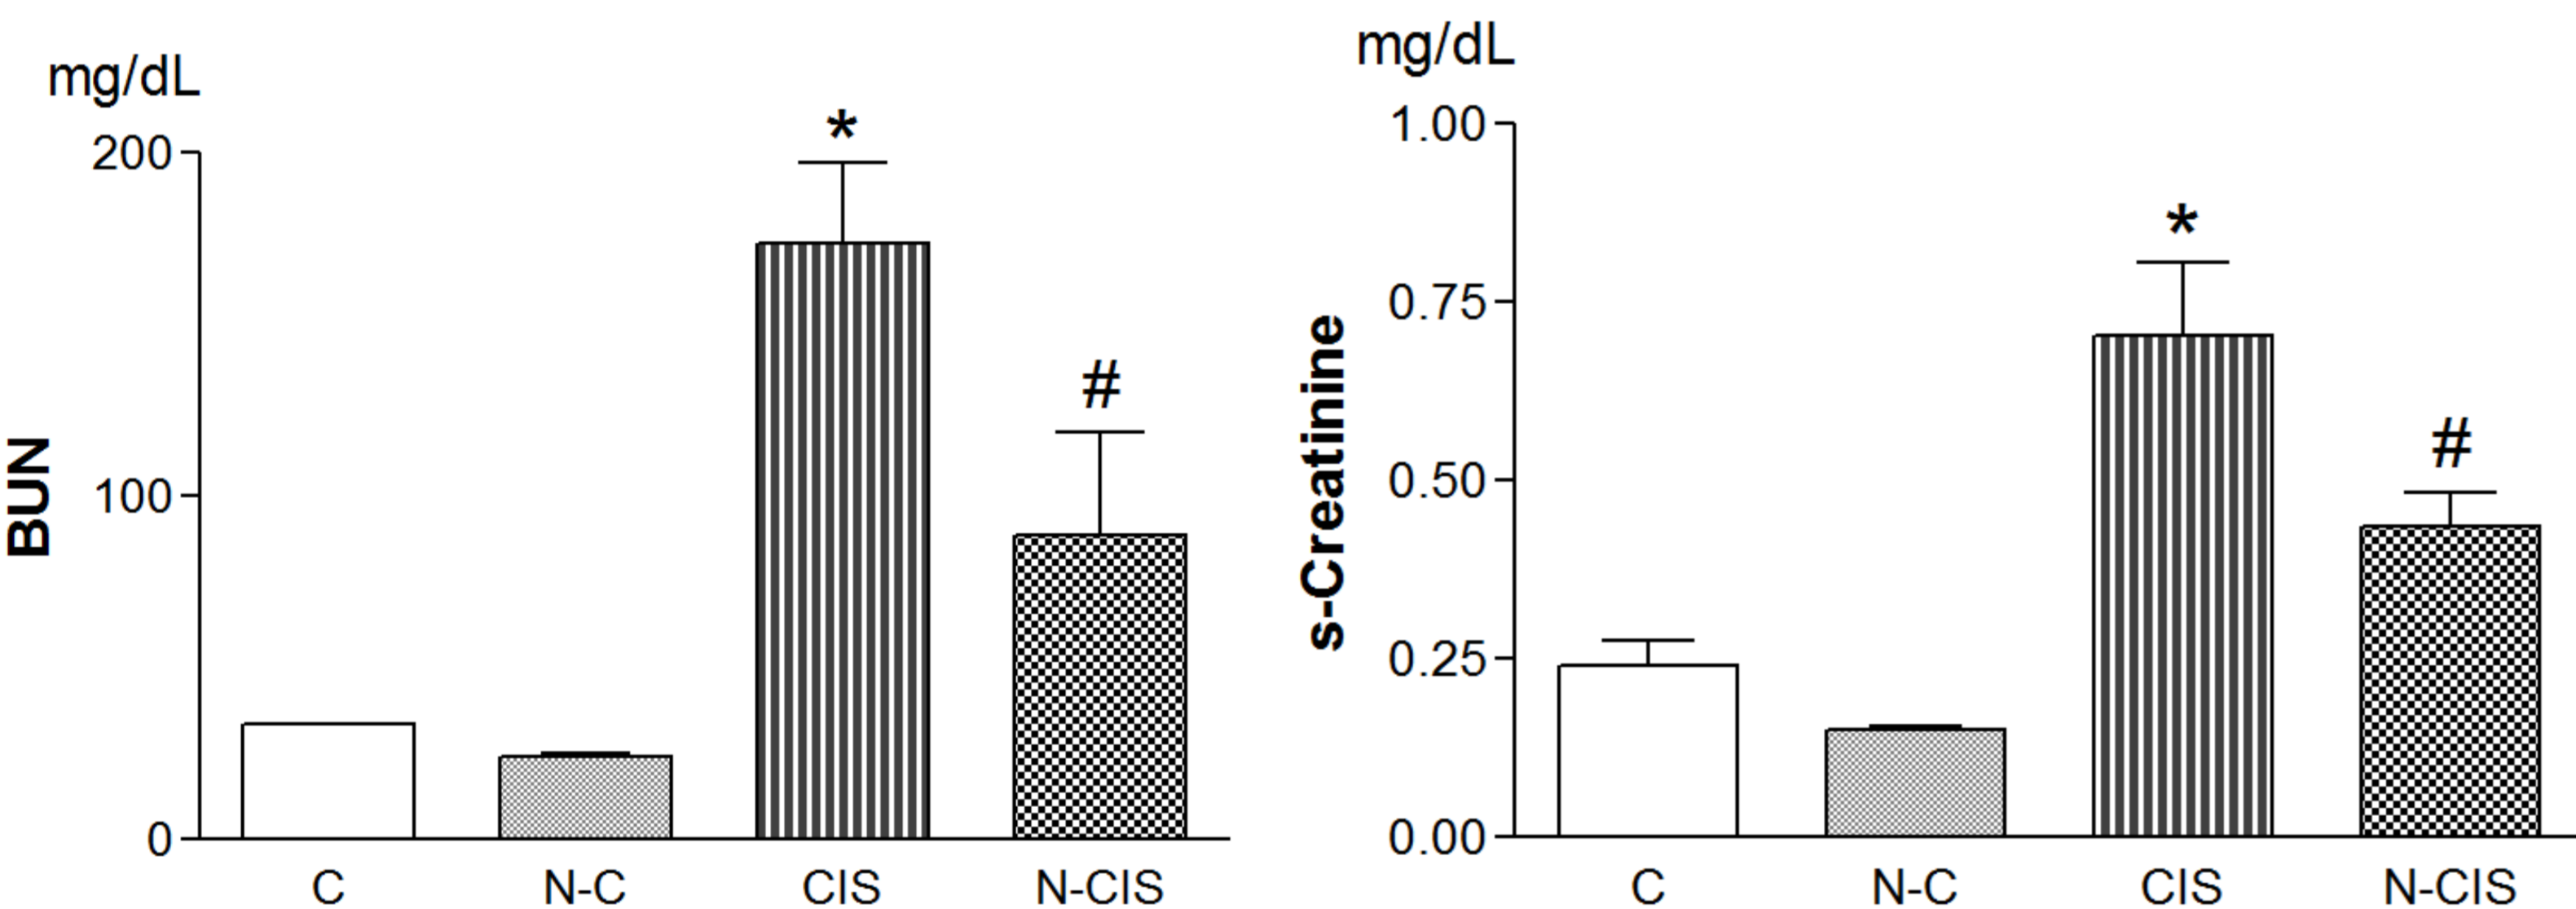 mg/dL
200
*
#
100
BUN
0
C N-C CIS N-CIS
mg/dL
1.00
*
0.75
0.50
#
s-Creatinine
0.25
0.00
C N-C CIS N-CIS